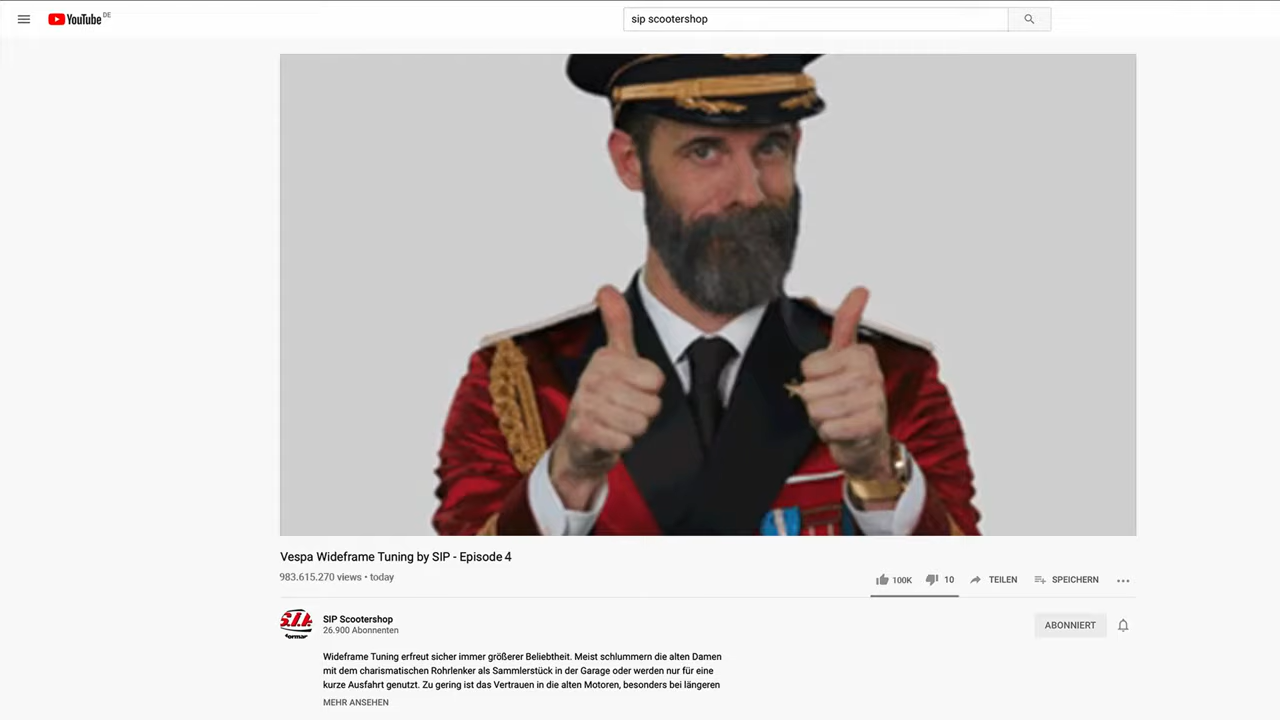 YouTube DE
sip scootershop
Vespa Wideframe Tuning by SIP - Episode 4
983.615.270 views • today
100K
10
TEILEN
SPEICHERN
S.I.P.
SIP Scootershop
26.900 Abonnenten
ABONNIERT
Wideframe Tuning erfreut sicher immer größerer Beliebtheit. Meist schlummern die alten Damen
mit dem charismatischen Rohrlenker als Sammlerstück in der Garage oder werden nur für eine
kurze Ausfahrt genutzt. Zu gering ist das Vertrauen in die alten Motoren, besonders bei längeren
MEHR ANSEHEN